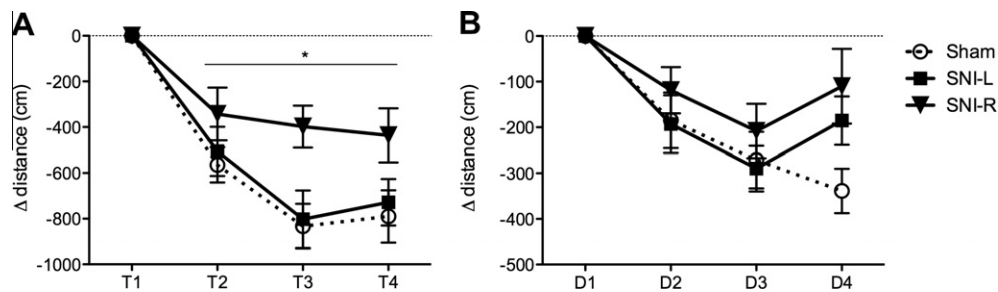 A
B
*
0
-200
-400
-600
-800
-1000
Δ distance (cm)
T1 T2 T3 T4
0
-100
-200
-300
-400
-500
Δ distance (cm)
D1 D2 D3 D4
Sham
SNI-L
SNI-R